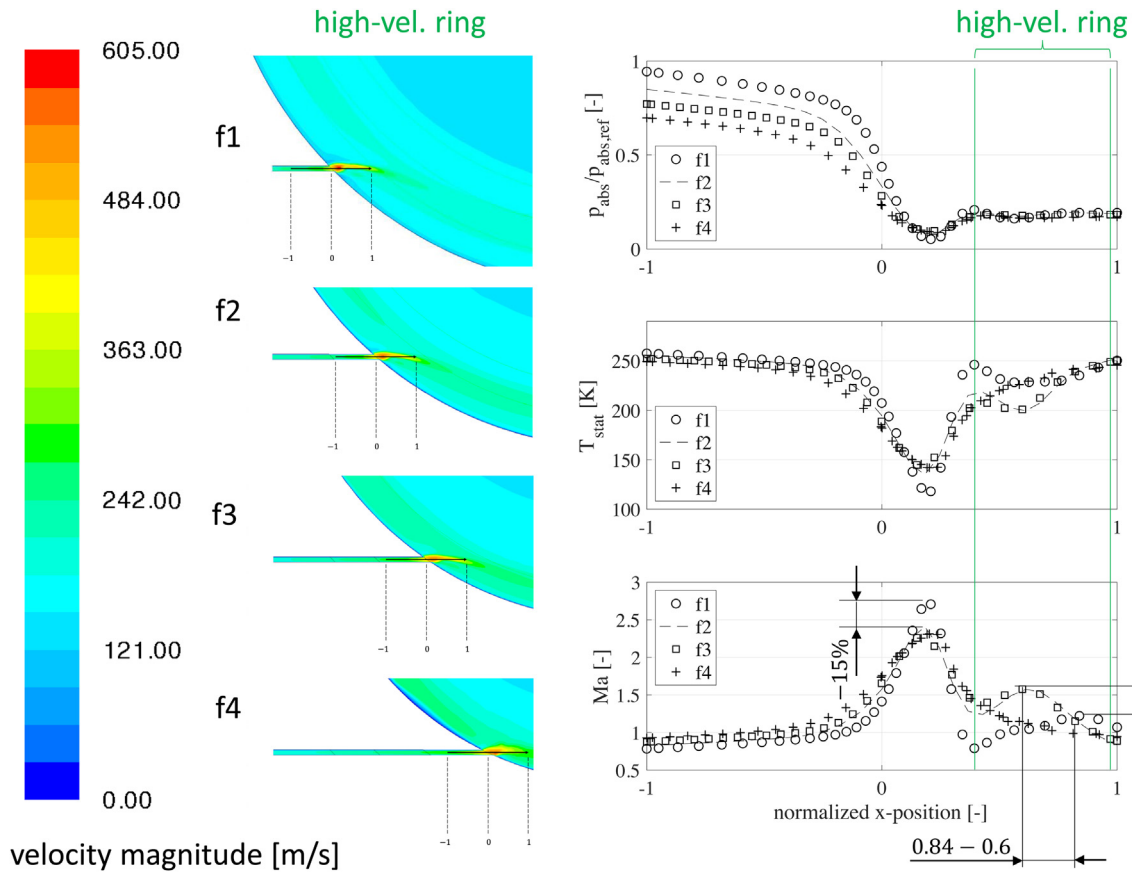 high-vel. ring
605.00
484.00
363.00
242.00
121.00
0.00
velocity magnitude [m/s]
f1
−1 0 1
f2
−1 0 1
f3
−1 0 1
f4
−1 0 1
high-vel. ring
p_abs/p_abs,ref [-]
1
0.5
0
f1
f2
f3
f4
-1 0 1
T_stat [K]
250
200
150
100
f1
f2
f3
f4
-1 0 1
Ma [-]
3
2.5
2
1.5
1
0.5
f1
f2
f3
f4
−15%
-1 0 1
normalized x-position [-]
0.84 − 0.6